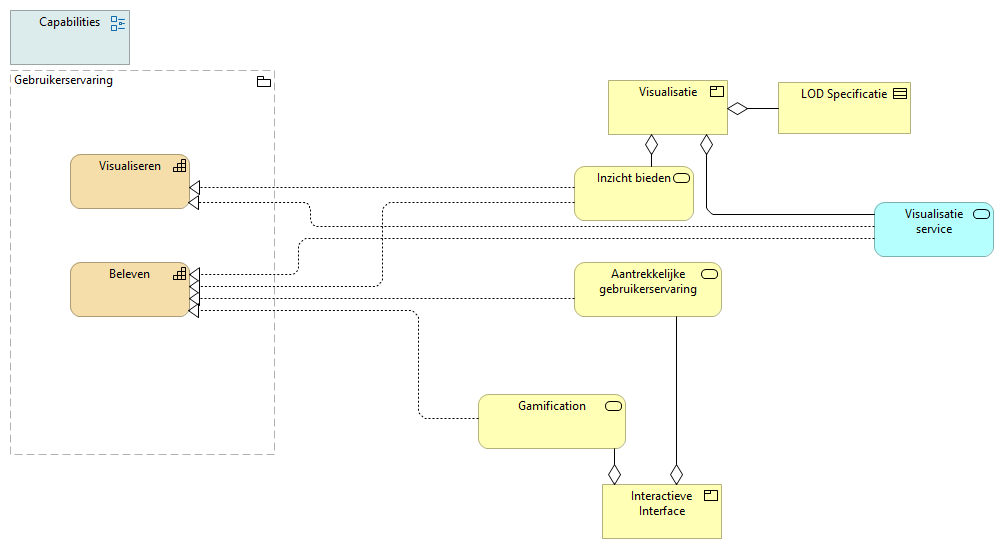 Capabilities
Gebruikerservaring
Visualisatie
LOD Specificatie
Visualiseren
Inzicht bieden
Visualisatie
service
Beleven
Aantrekkelijke
gebruikerservaring
Gamification
Interactieve
Interface